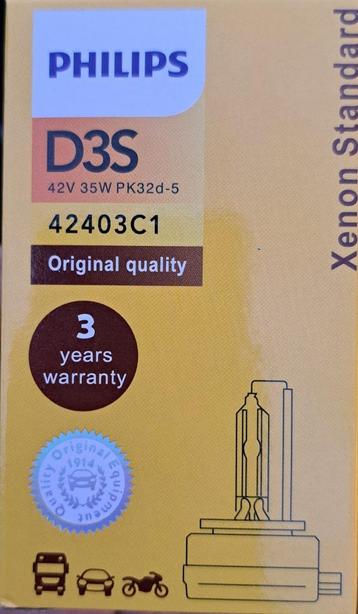 PHILIPS
D3S
42V 35W PK32d-5
42403C1
Original quality
3
years
warranty
Xenon Standard
Original Equipment
1914
Quality